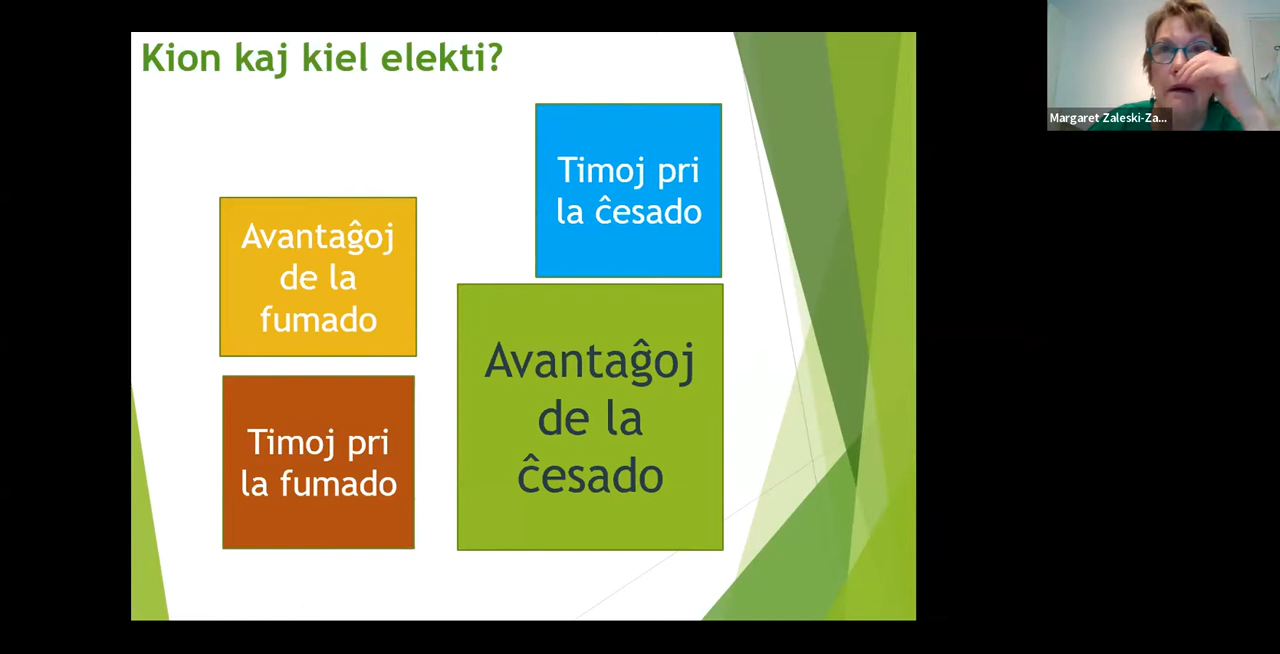 Kion kaj kiel elekti?
Timoj pri
la ĉesado
Avantaĝoj
de la
fumado
Avantaĝoj
de la
ĉesado
Timoj pri
la fumado
Margaret Zaleski-Za...